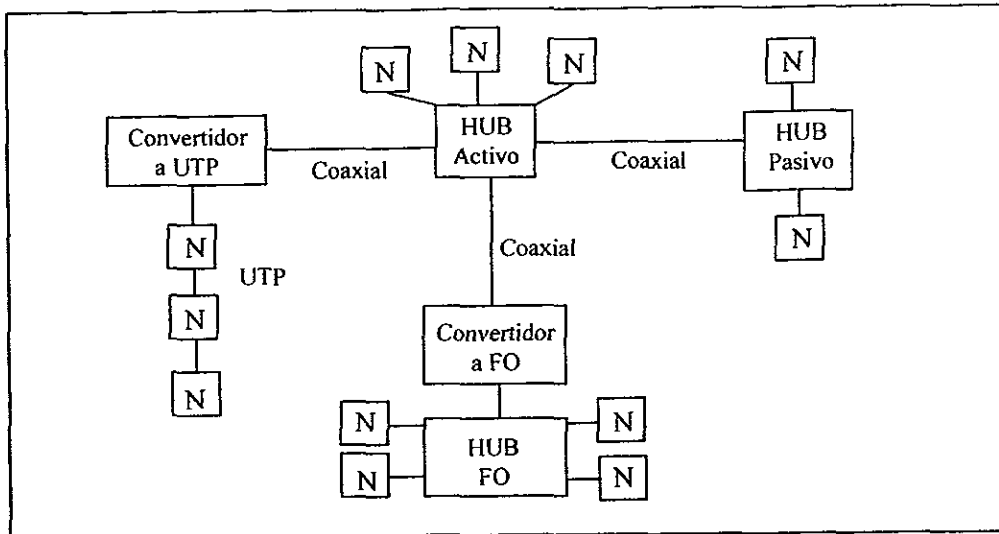 N
N
N
N
Convertidor
a UTP
HUB
Activo
HUB
Pasivo
Coaxial
Coaxial
N
N
UTP
N
N
Coaxial
Convertidor
a FO
N
N
HUB
FO
N
N